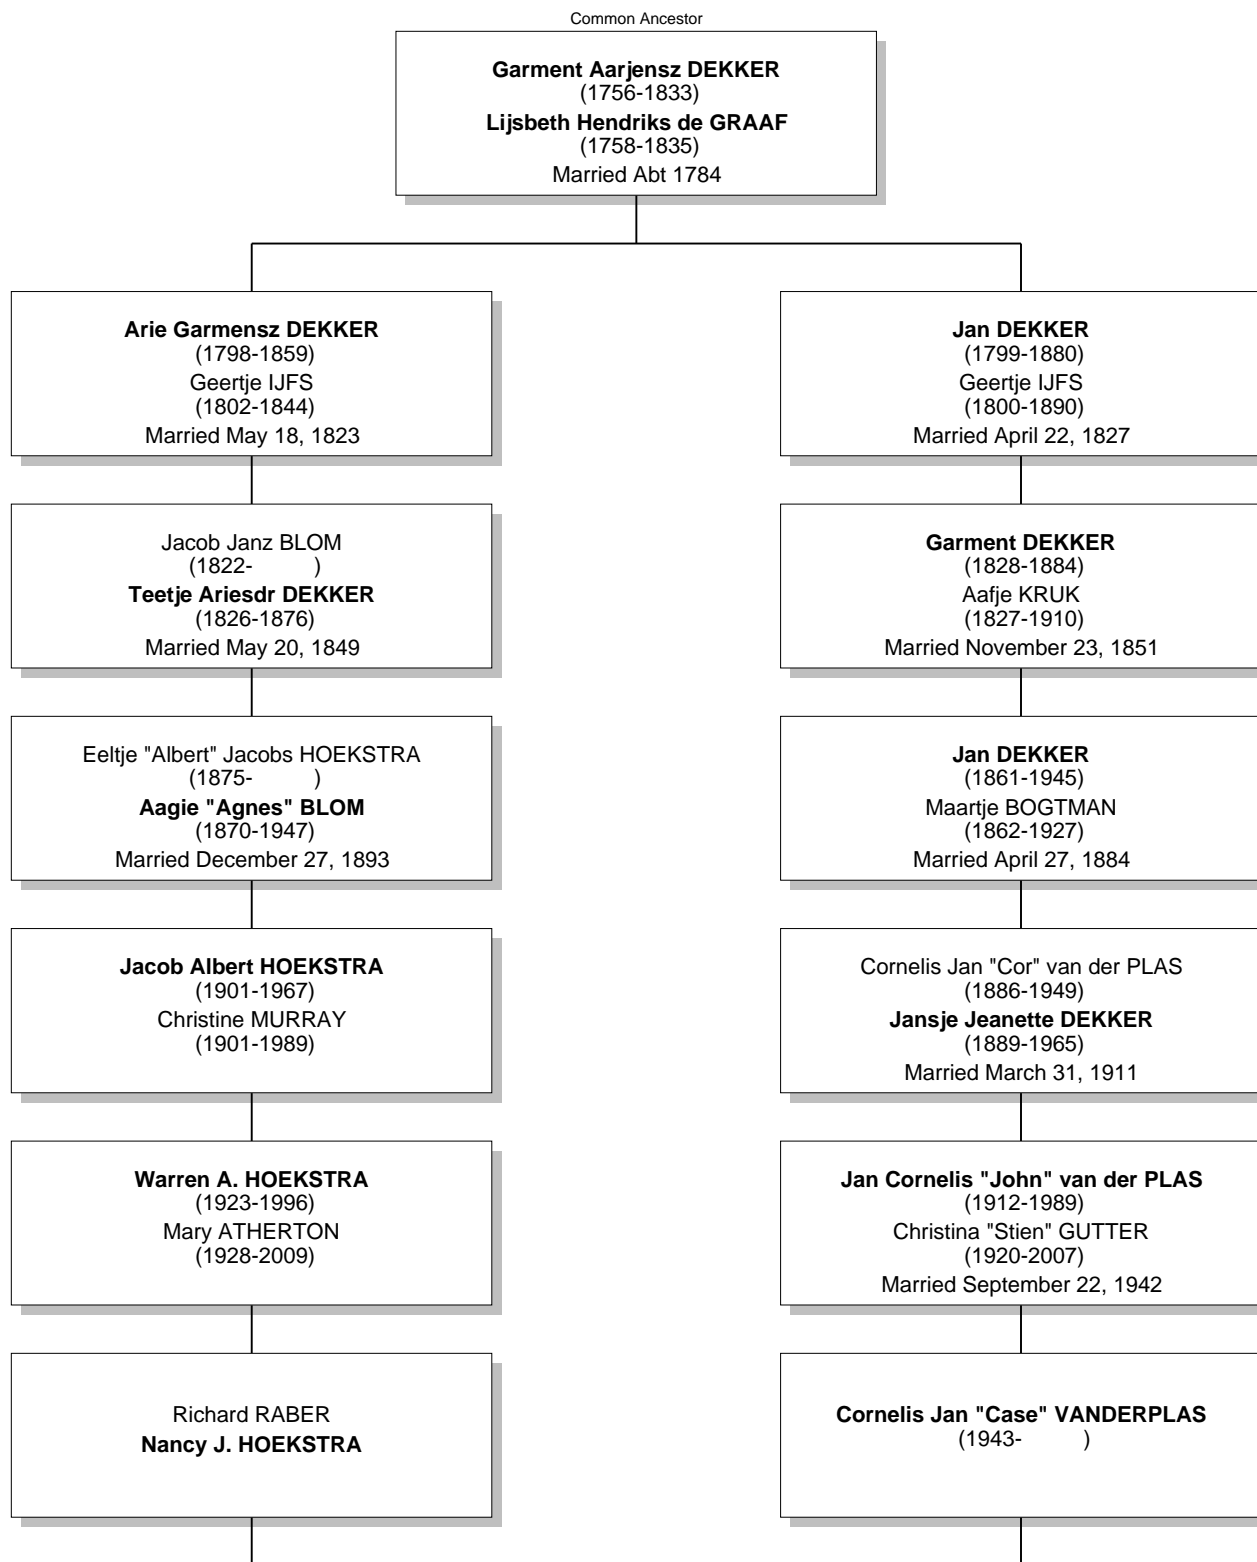 Common Ancestor
Garment Aarjensz DEKKER
(1756-1833)
Lijsbeth Hendriks de GRAAF
(1758-1835)
Married Abt 1784
Arie Garmensz DEKKER
(1798-1859)
Geertje IJFS
(1802-1844)
Married May 18, 1823
Jan DEKKER
(1799-1880)
Geertje IJFS
(1800-1890)
Married April 22, 1827
Jacob Janz BLOM
(1822- )
Teetje Ariesdr DEKKER
(1826-1876)
Married May 20, 1849
Garment DEKKER
(1828-1884)
Aafje KRUK
(1827-1910)
Married November 23, 1851
Eeltje "Albert" Jacobs HOEKSTRA
(1875- )
Aagie "Agnes" BLOM
(1870-1947)
Married December 27, 1893
Jan DEKKER
(1861-1945)
Maartje BOGTMAN
(1862-1927)
Married April 27, 1884
Jacob Albert HOEKSTRA
(1901-1967)
Christine MURRAY
(1901-1989)
Cornelis Jan "Cor" van der PLAS
(1886-1949)
Jansje Jeanette DEKKER
(1889-1965)
Married March 31, 1911
Warren A. HOEKSTRA
(1923-1996)
Mary ATHERTON
(1928-2009)
Jan Cornelis "John" van der PLAS
(1912-1989)
Christina "Stien" GUTTER
(1920-2007)
Married September 22, 1942
Richard RABER
Nancy J. HOEKSTRA
Cornelis Jan "Case" VANDERPLAS
(1943- )